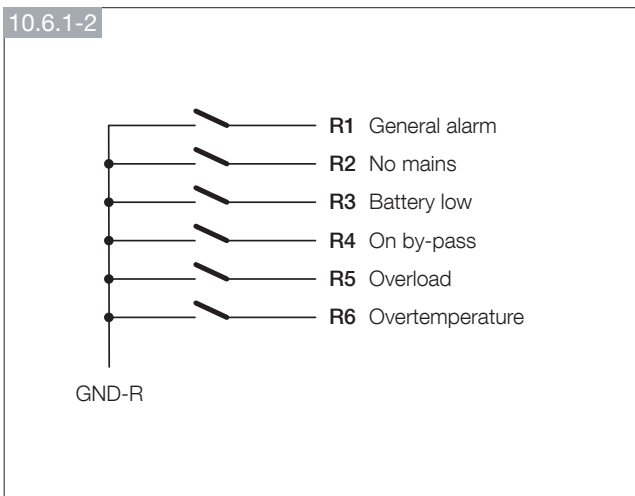 10.6.1-2
R1 General alarm
R2 No mains
R3 Battery low
R4 On by-pass
R5 Overload
R6 Overtemperature
GND-R